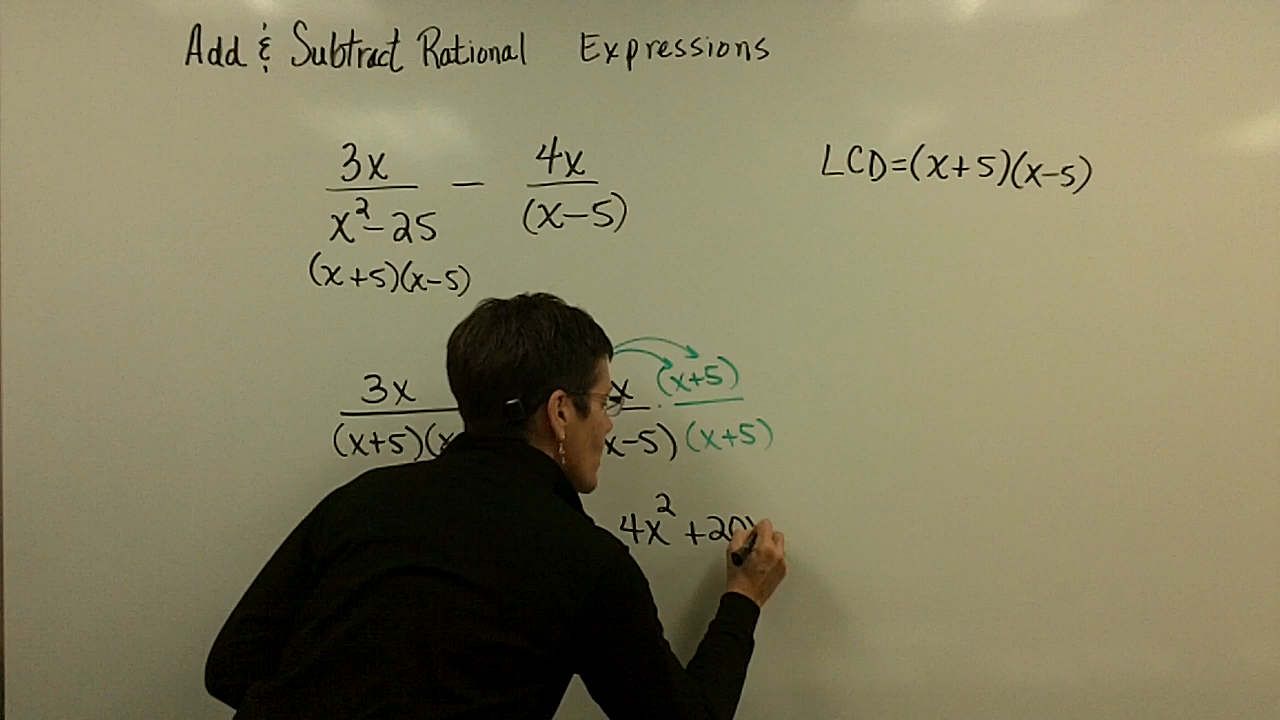 Add & Subtract Rational Expressions
3x / x²-25 - 4x / (x-5)
(x+5)(x-5)
LCD=(x+5)(x-5)
3x x · (x+5)
(x+5)( x-5) (x+5)
4x² +20